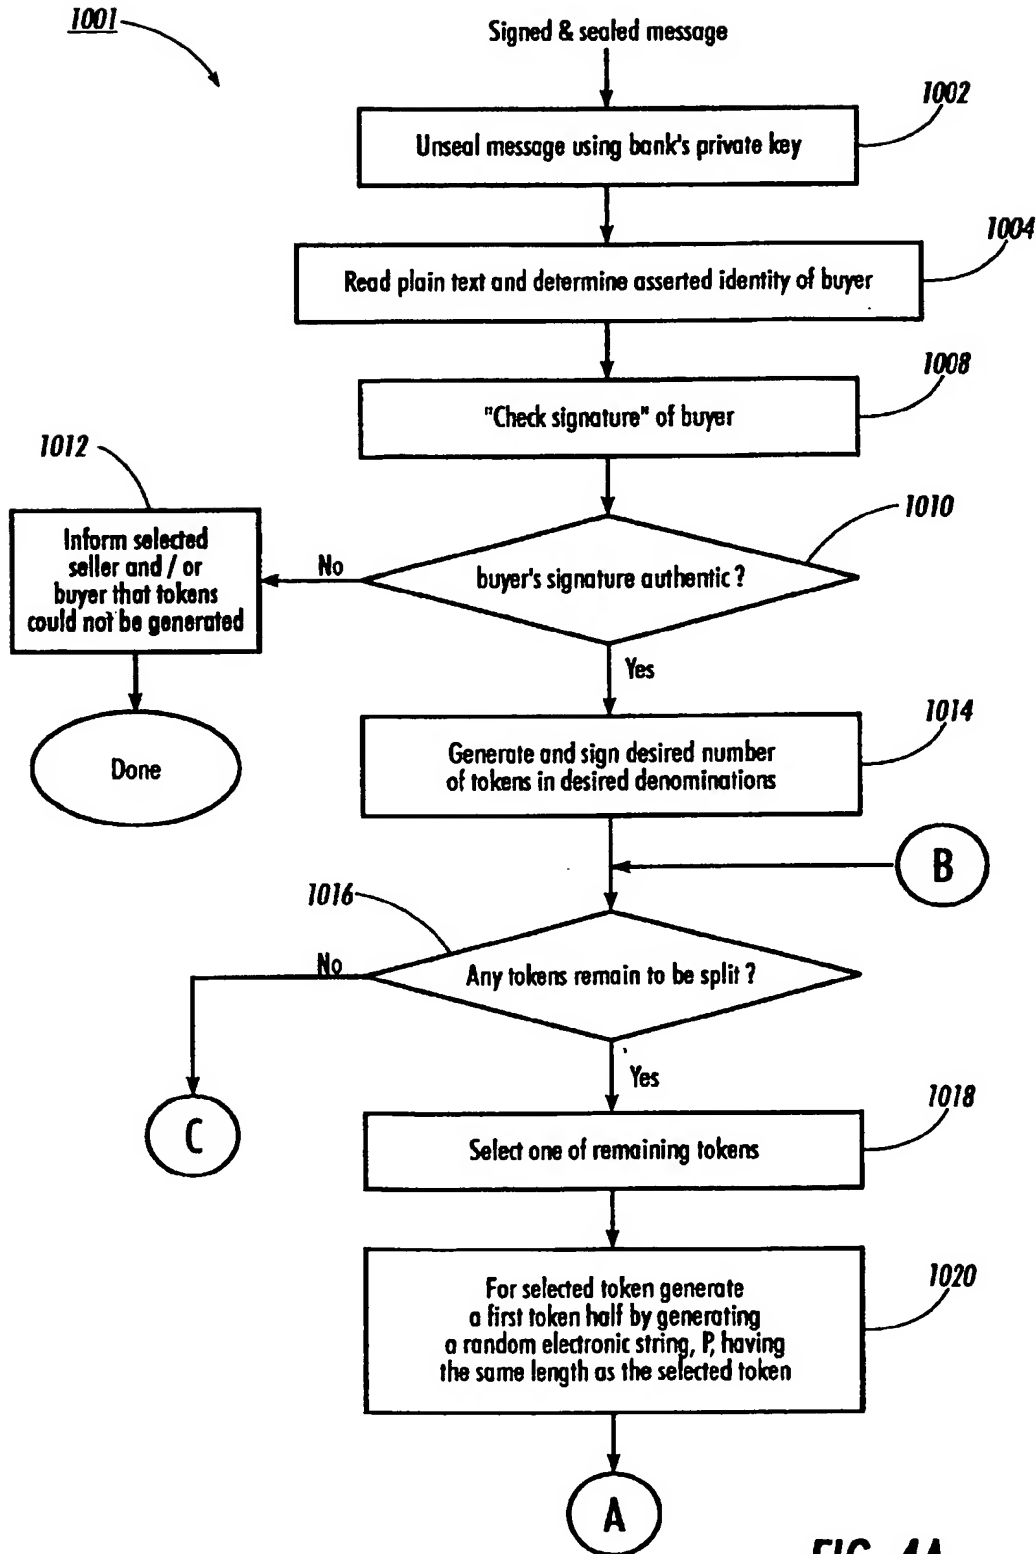 1001
Signed & sealed message
1002
Unseal message using bank's private key
1004
Read plain text and determine asserted identity of buyer
1008
"Check signature" of buyer
1012
1010
Inform selected
seller and / or
buyer that tokens
could not be generated
No
buyer's signature authentic ?
Yes
Done
1014
Generate and sign desired number
of tokens in desired denominations
B
1016
No
Any tokens remain to be split ?
Yes
C
1018
Select one of remaining tokens
1020
For selected token generate
a first token half by generating
a random electronic string, P, having
the same length as the selected token
A
FIG. 4A